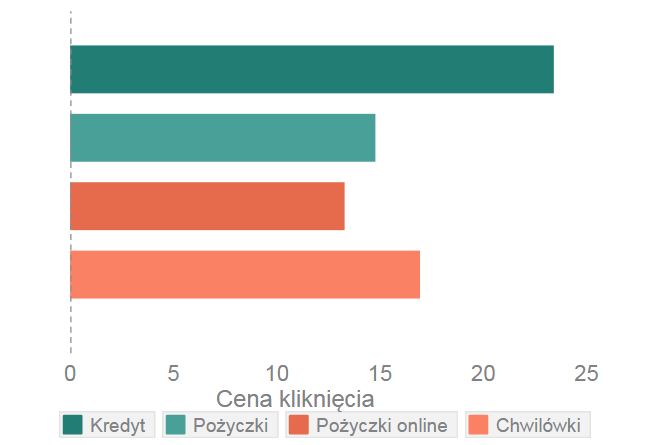 0 5 10 15 20 25
Cena kliknięcia
Kredyt Pożyczki Pożyczki online Chwilówki